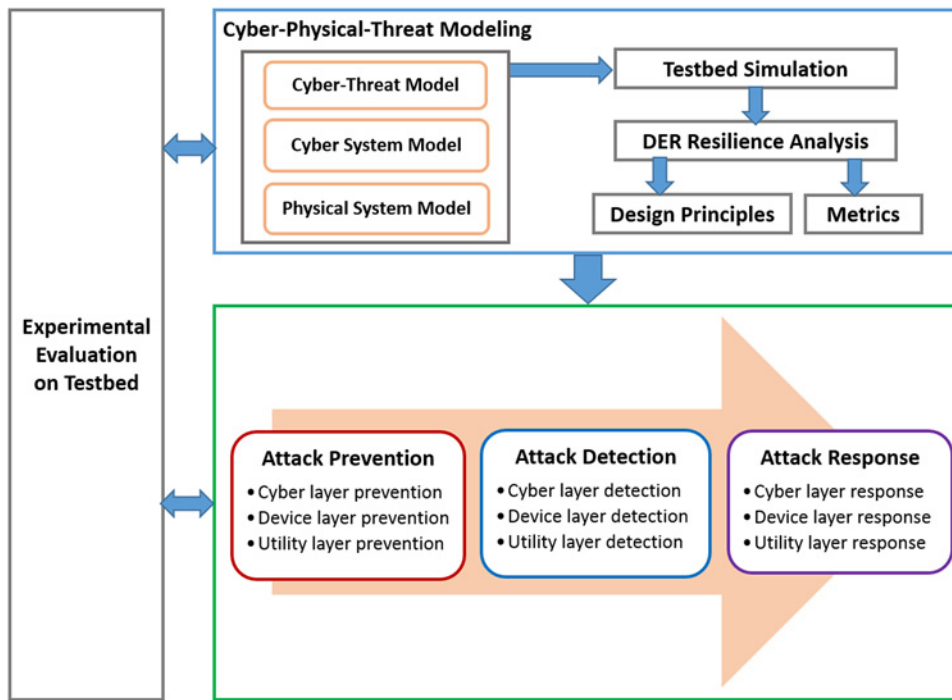 Cyber-Physical-Threat Modeling
Cyber-Threat Model
Cyber System Model
Physical System Model
Testbed Simulation
DER Resilience Analysis
Design Principles
Metrics
Experimental
Evaluation
on Testbed
Attack Prevention
• Cyber layer prevention
• Device layer prevention
• Utility layer prevention
Attack Detection
• Cyber layer detection
• Device layer detection
• Utility layer detection
Attack Response
• Cyber layer response
• Device layer response
• Utility layer response